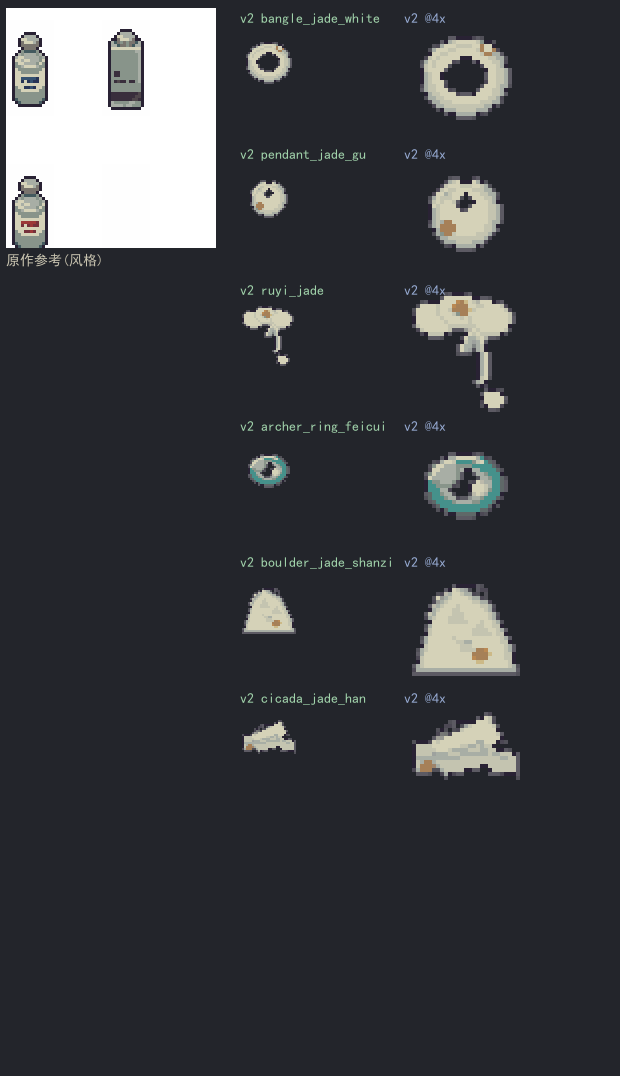 v2 bangle_jade_white
v2 @4x
v2 pendant_jade_gu
v2 @4x
原作参考(风格)
v2 ruyi_jade
v2 @4x
v2 archer_ring_feicui
v2 @4x
v2 boulder_jade_shanzi
v2 @4x
v2 cicada_jade_han
v2 @4x